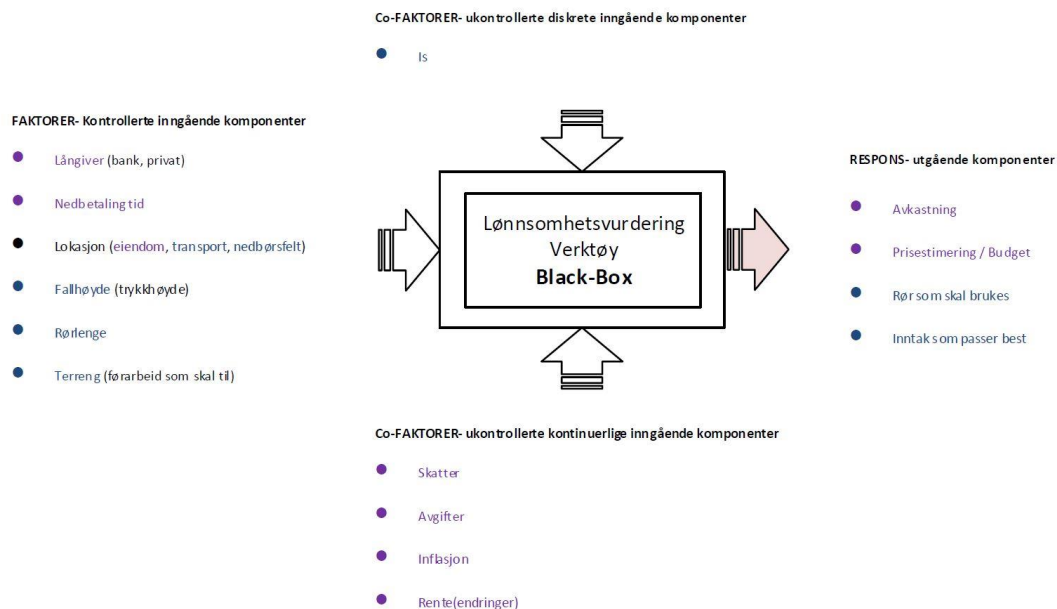 Co-FAKTORER- ukontrollerte diskrete inngående komponenter
Is
FAKTORER- Kontrollerte inngående komponenter
Långiver (bank, privat)
Nedbetaling tid
Lokasjon (eiendom, transport, nedbørsfelt)
Fallhøyde (trykkhøyde)
Rørlenge
Terreng (førarbeid som skal til)
Lønnsomhetsvurdering
Verktøy
Black-Box
RESPONS- utgående komponenter
Avkastning
Prisestimering / Budget
Rør som skal brukes
Inntak som passer best
Co-FAKTORER- ukontrollerte kontinuerlige inngående komponenter
Skatter
Avgifter
Inflasjon
Rente(endringer)